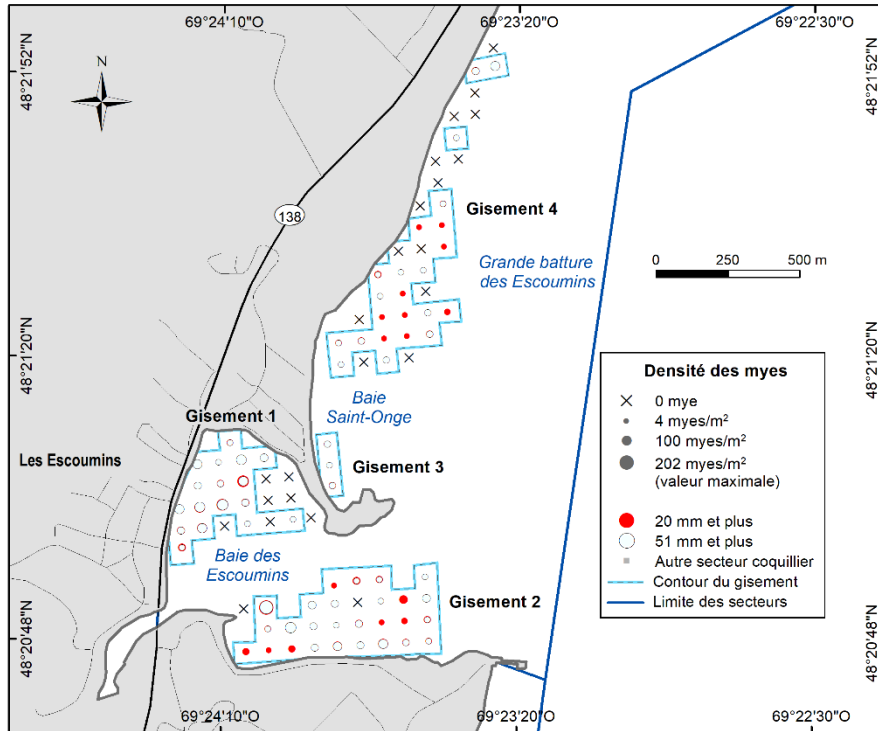 69°24'10"O
69°23'20"O
69°22'30"O
48°21'52"N
48°21'52"N
N
138
Gisement 4
Grande batture
des Escoumins
0
250
500 m
48°21'20"N
48°21'20"N
Densité des myes
0 mye
4 myes/m²
100 myes/m²
202 myes/m²
(valeur maximale)
20 mm et plus
51 mm et plus
Autre secteur coquillier
Contour du gisement
Limite des secteurs
Baie
Saint-Onge
Gisement 1
Les Escoumins
Gisement 3
Baie des
Escoumins
Gisement 2
48°20'48"N
48°20'48"N
69°24'10"O
69°23'20"O
69°22'30"O